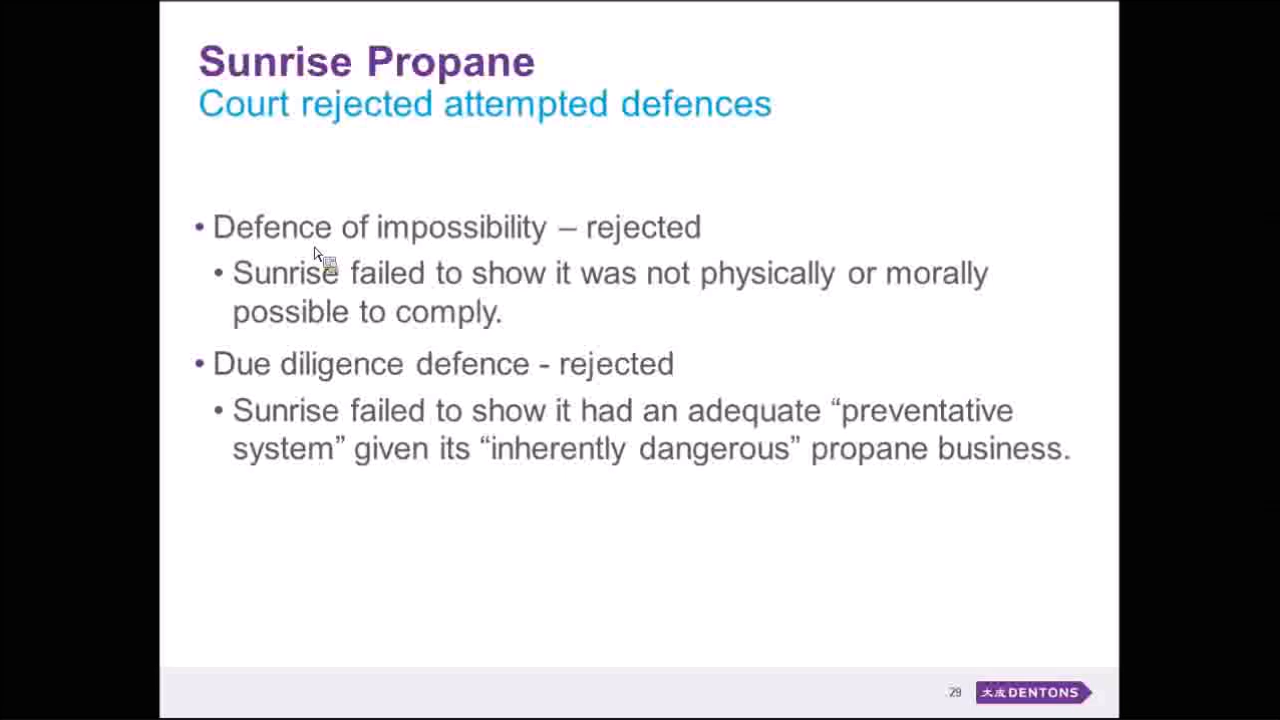 Sunrise Propane
Court rejected attempted defences
• Defence of impossibility – rejected
• Sunrise failed to show it was not physically or morally
possible to comply.
• Due diligence defence - rejected
• Sunrise failed to show it had an adequate “preventative
system” given its “inherently dangerous” propane business.
29
大成 DENTONS